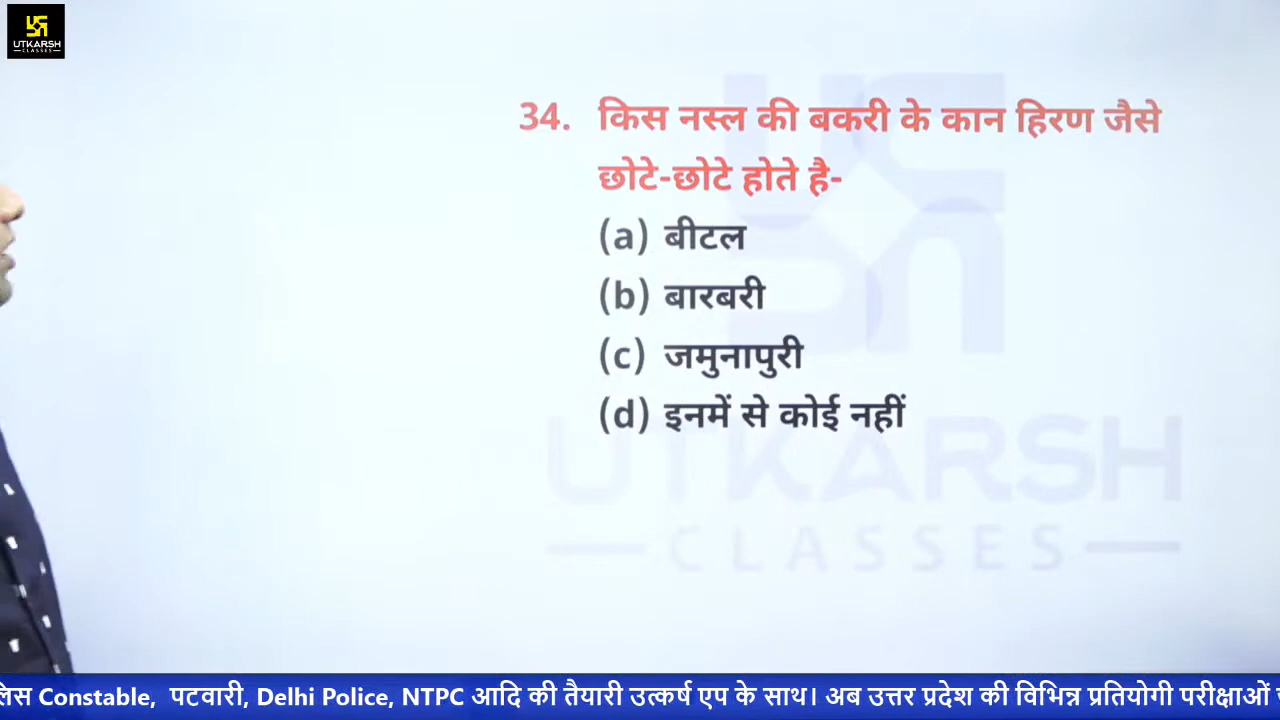 UTKARSH
CLASSES
34. किस नस्ल की बकरी के कान हिरण जैसे
छोटे-छोटे होते है-
(a) बीटल
(b) बारबरी
(c) जमुनापुरी
(d) इनमें से कोई नहीं
UTKARSH
CLASSES
Constable, पटवारी, Delhi Police, NTPC आदि की तैयारी उत्कर्ष एप के साथ। अब उत्तर प्रदेश की विभिन्न प्रतियोगी परीक्षाओं